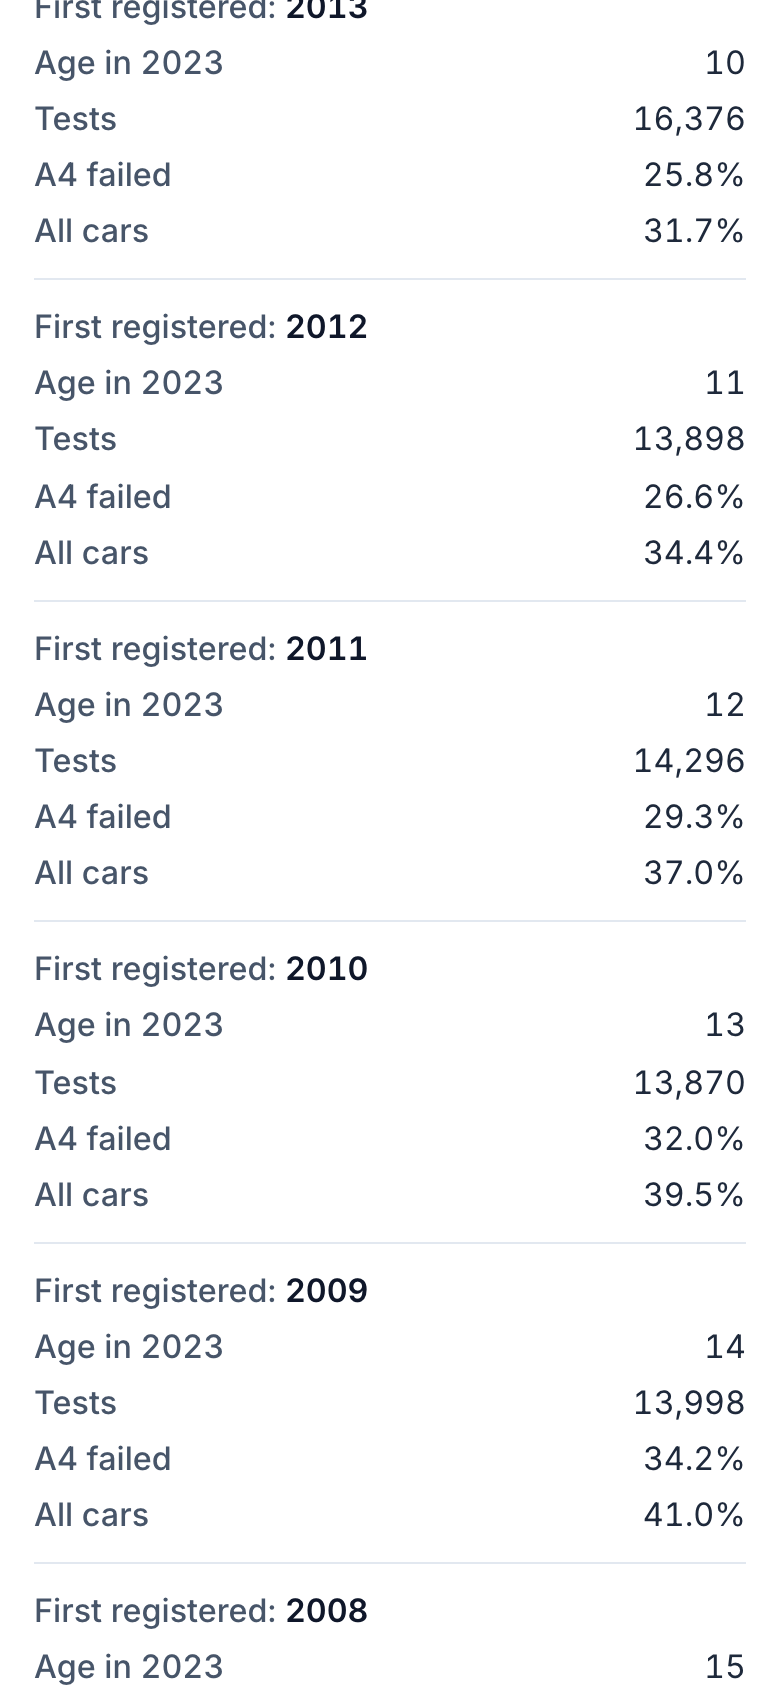 First registered: 2013
Age in 2023 10
Tests 16,376
A4 failed 25.8%
All cars 31.7%
First registered: 2012
Age in 2023 11
Tests 13,898
A4 failed 26.6%
All cars 34.4%
First registered: 2011
Age in 2023 12
Tests 14,296
A4 failed 29.3%
All cars 37.0%
First registered: 2010
Age in 2023 13
Tests 13,870
A4 failed 32.0%
All cars 39.5%
First registered: 2009
Age in 2023 14
Tests 13,998
A4 failed 34.2%
All cars 41.0%
First registered: 2008
Age in 2023 15